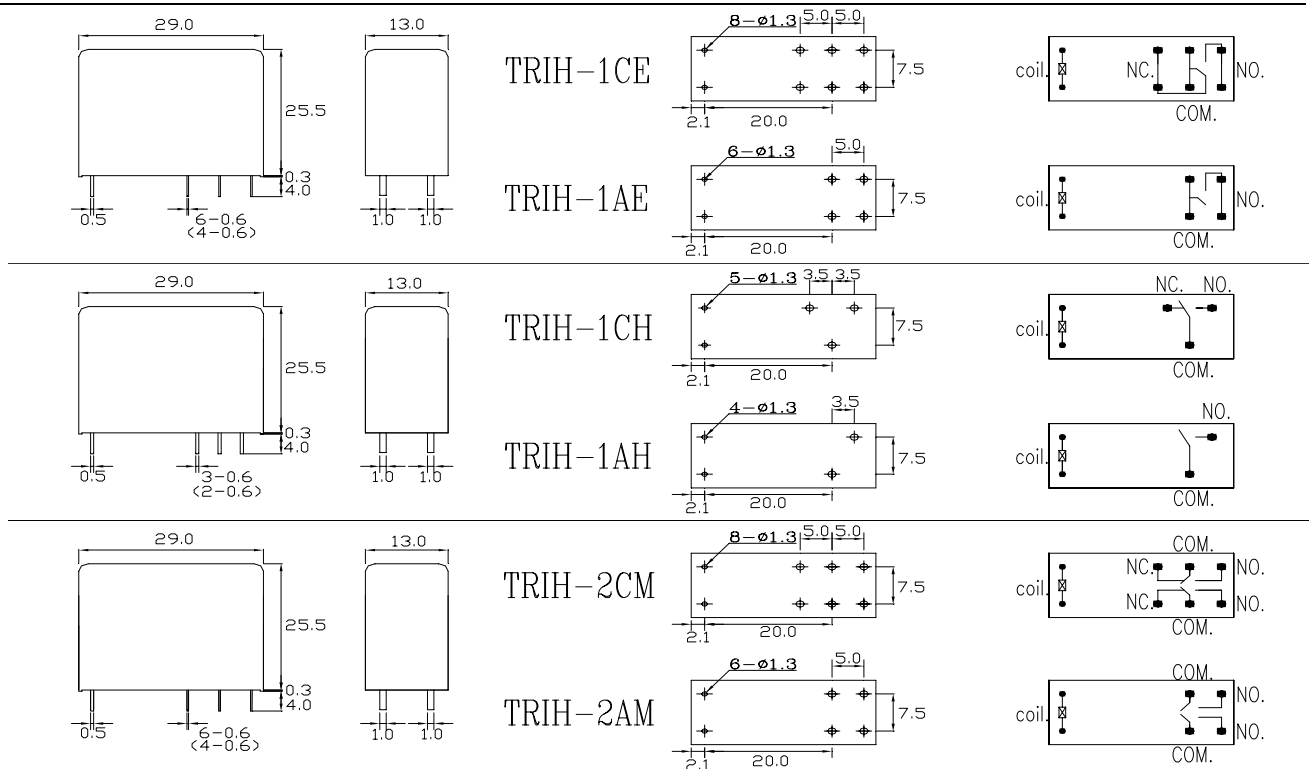 29.0
13.0
25.5
0.3
4.0
0.5
6-0.6
(4-0.6)
1.0
1.0
TRIH-1CE
8-ø1.3
5.0
5.0
7.5
2.1
20.0
coil.
NC.
NO.
COM.
TRIH-1AE
6-ø1.3
5.0
7.5
2.1
20.0
coil.
NO.
COM.
29.0
13.0
25.5
0.3
4.0
0.5
3-0.6
(2-0.6)
1.0
1.0
TRIH-1CH
5-ø1.3
3.5
3.5
7.5
2.1
20.0
NC.
NO.
coil.
COM.
TRIH-1AH
4-ø1.3
3.5
7.5
2.1
20.0
NO.
coil.
COM.
29.0
13.0
25.5
0.3
4.0
0.5
6-0.6
(4-0.6)
1.0
1.0
TRIH-2CM
8-ø1.3
5.0
5.0
7.5
2.1
20.0
COM.
NC.
NO.
coil.
NC.
NO.
COM.
TRIH-2AM
6-ø1.3
5.0
7.5
2.1
20.0
COM.
NO.
coil.
NO.
COM.